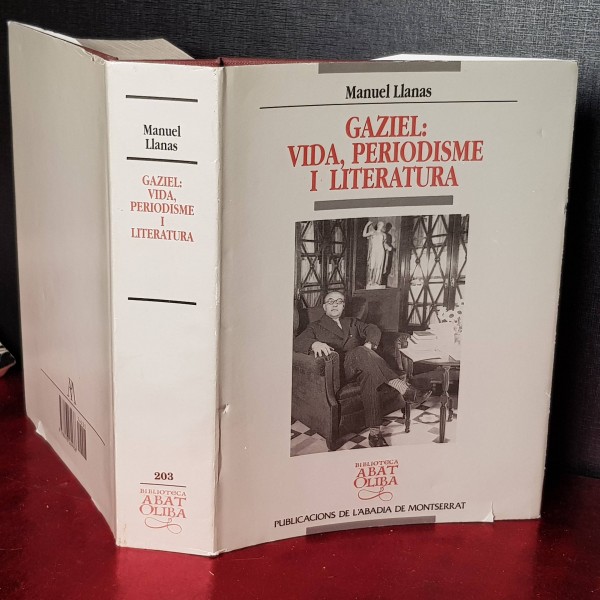 Manuel
Llanas
GAZIEL:
VIDA,
PERIODISME
I
LITERATURA
203
BIBLIOTECA
ABAT
OLIBA
Manuel Llanas
GAZIEL:
VIDA, PERIODISME
I LITERATURA
BIBLIOTECA
ABAT
OLIBA
PUBLICACIONS DE L'ABADIA DE MONTSERRAT